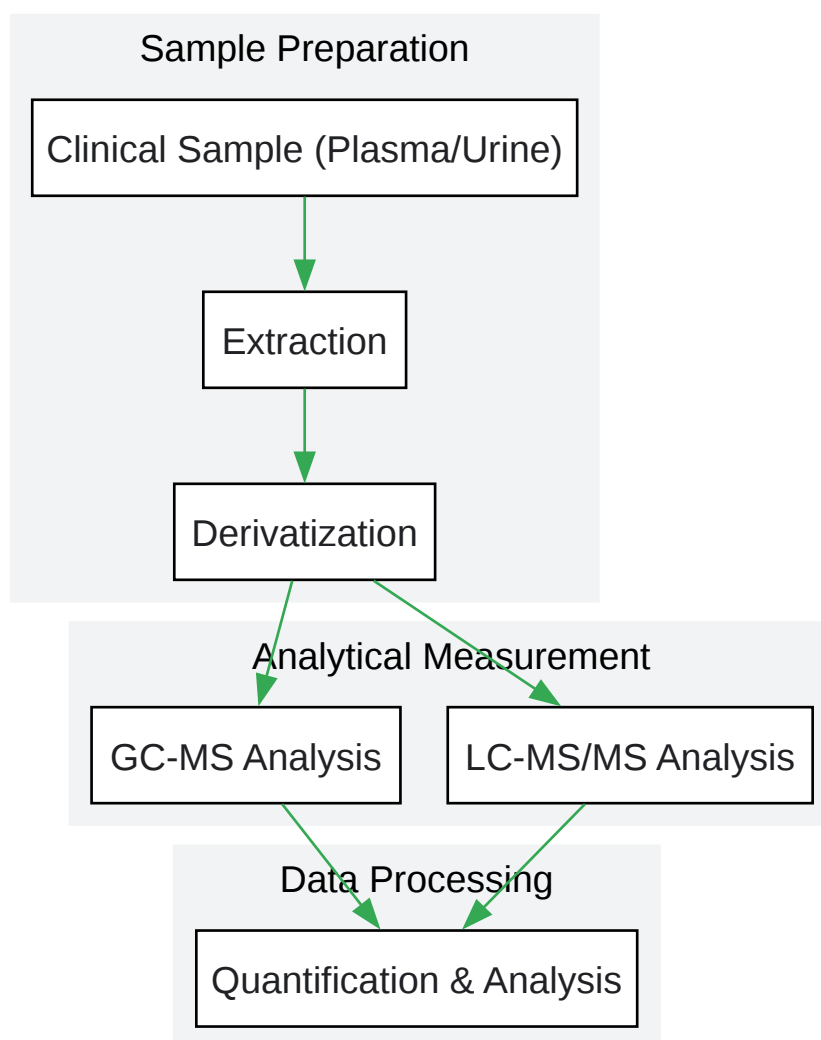 Sample Preparation
Clinical Sample (Plasma/Urine)
Extraction
Derivatization
Analytical Measurement
GC-MS Analysis
LC-MS/MS Analysis
Data Processing
Quantification & Analysis